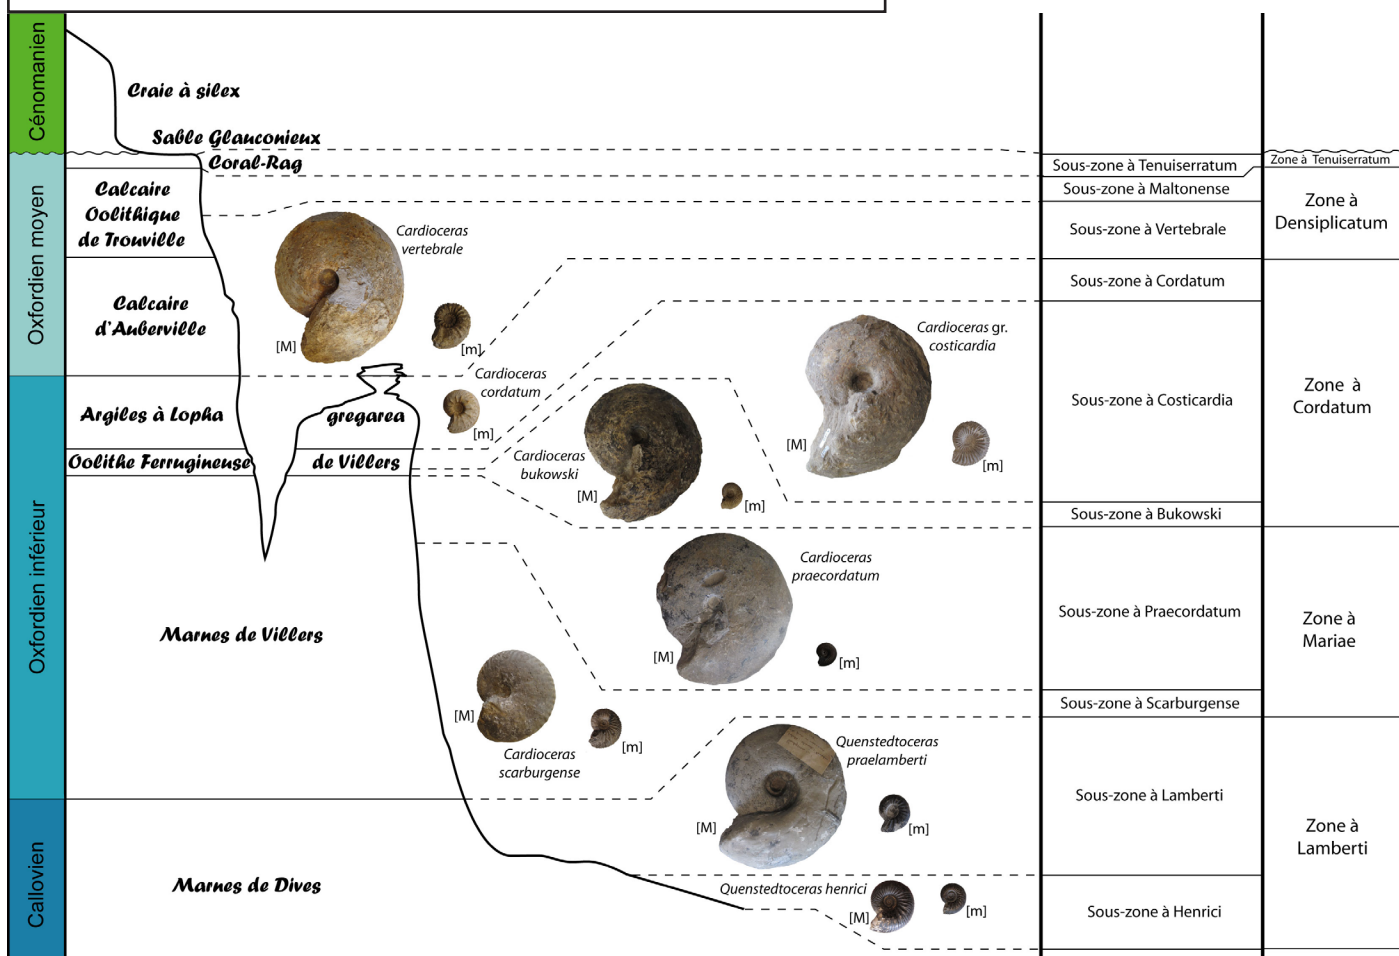 Cénomanien
Oxfordien moyen
Oxfordien inférieur
Callovien
Craie à silex
Sable Glauconieux
Coral-Rag
Calcaire
Oolithique
de Trouville
Calcaire
d'Auberville
Argiles à Lopha
gregarea
Oolithe Ferrugineuse
de Villers
Marnes de Villers
Marnes de Dives
Cardioceras
vertebrale
[M]
[m]
Cardioceras
cordatum
[m]
Cardioceras gr.
costicardia
[M]
[m]
Cardioceras
bukowski
[M]
[m]
Cardioceras
praecordatum
[M]
[m]
[M]
[m]
Cardioceras
scarburgense
Quenstedtoceras
praelamberti
[M]
[m]
Quenstedtoceras henrici
[M]
[m]
Sous-zone à Tenuiserratum
Sous-zone à Maltonense
Sous-zone à Vertebrale
Sous-zone à Cordatum
Sous-zone à Costicardia
Sous-zone à Bukowski
Sous-zone à Praecordatum
Sous-zone à Scarburgense
Sous-zone à Lamberti
Sous-zone à Henrici
Zone à Tenuiserratum
Zone à
Densiplicatum
Zone à
Cordatum
Zone à
Mariae
Zone à
Lamberti